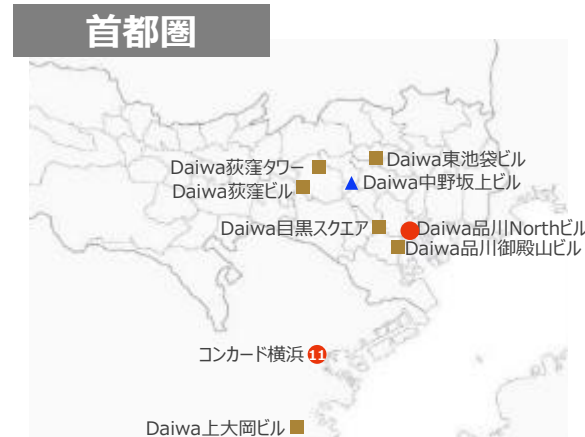 首都圏
Daiwa荻窪タワー
Daiwa東池袋ビル
Daiwa荻窪ビル
Daiwa中野坂上ビル
Daiwa目黒スクエア
Daiwa品川Northビル
Daiwa品川御殿山ビル
コンカード横浜
11
Daiwa上大岡ビル